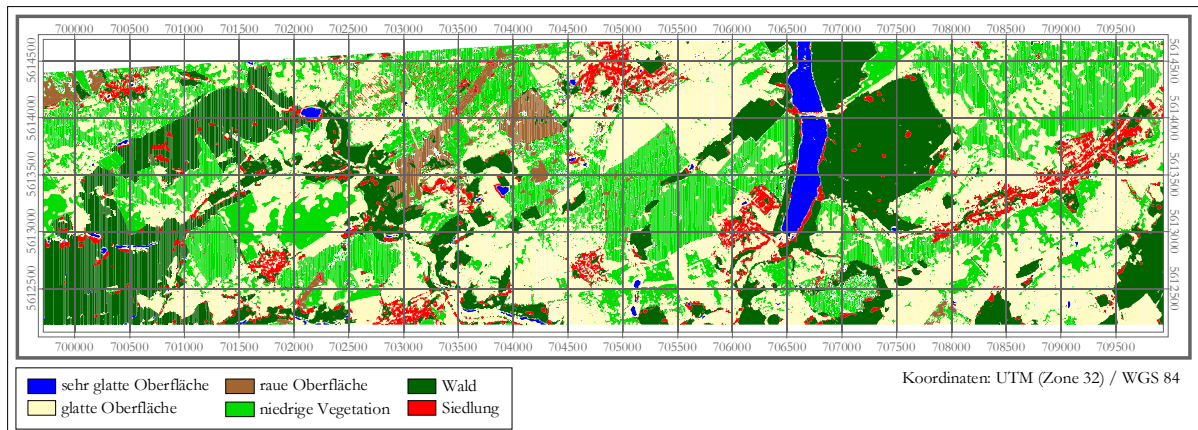 700000 700500 701000 701500 702000 702500 703000 703500 704000 704500 705000 705500 706000 706500 707000 707500 708000 708500 709000 709500
5614500 5614000 5613500 5613000 5612500
5614500 5614000 5613500 5613000 5612500
700000 700500 701000 701500 702000 702500 703000 703500 704000 704500 705000 705500 706000 706500 707000 707500 708000 708500 709000 709500
sehr glatte Oberfläche raue Oberfläche Wald
glatte Oberfläche niedrige Vegetation Siedlung
Koordinaten: UTM (Zone 32) / WGS 84